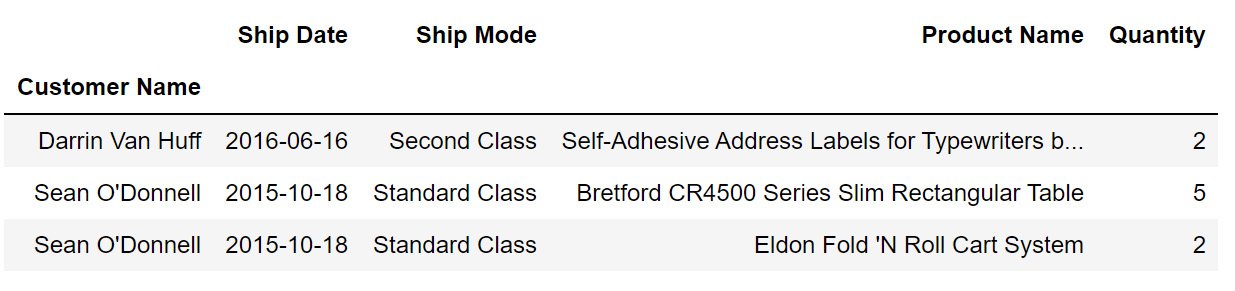 Ship Date Ship Mode Product Name Quantity
Customer Name
Darrin Van Huff 2016-06-16 Second Class Self-Adhesive Address Labels for Typewriters b... 2
Sean O'Donnell 2015-10-18 Standard Class Bretford CR4500 Series Slim Rectangular Table 5
Sean O'Donnell 2015-10-18 Standard Class Eldon Fold 'N Roll Cart System 2